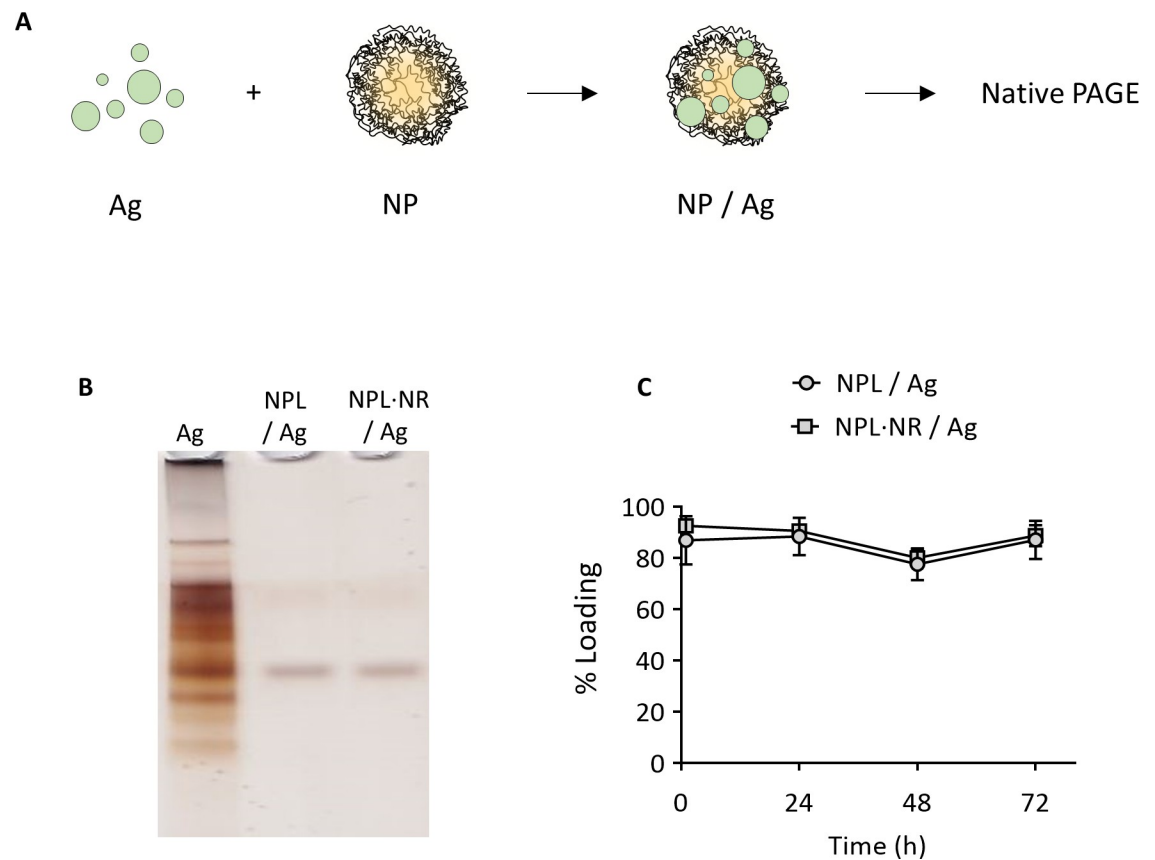 A
+
Native PAGE
Ag
NP
NP / Ag
B
Ag
NPL
/ Ag
NPL·NR
/ Ag
C
NPL / Ag
NPL·NR / Ag
% Loading
100
80
60
40
20
0
0
24
48
72
Time (h)